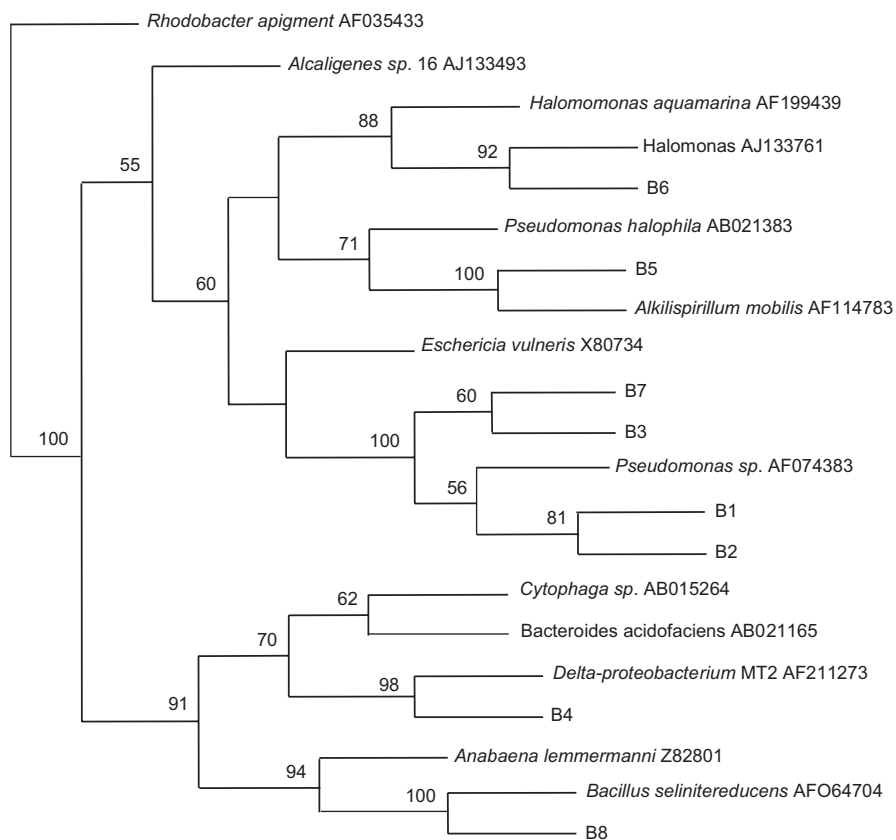 Rhodobacter apigment AF035433
Alcaligenes sp. 16 AJ133493
Halomomonas aquamarina AF199439
88
Halomonas AJ133761
92
55
B6
Pseudomonas halophila AB021383
71
B5
100
60
Alkilispirillum mobilis AF114783
Eschericia vulneris X80734
B7
60
B3
100
100
Pseudomonas sp. AF074383
56
B1
81
B2
Cytophaga sp. AB015264
62
Bacteroides acidofaciens AB021165
70
Delta-proteobacterium MT2 AF211273
98
91
B4
Anabaena lemmermanni Z82801
94
Bacillus selinitereducens AFO64704
100
B8